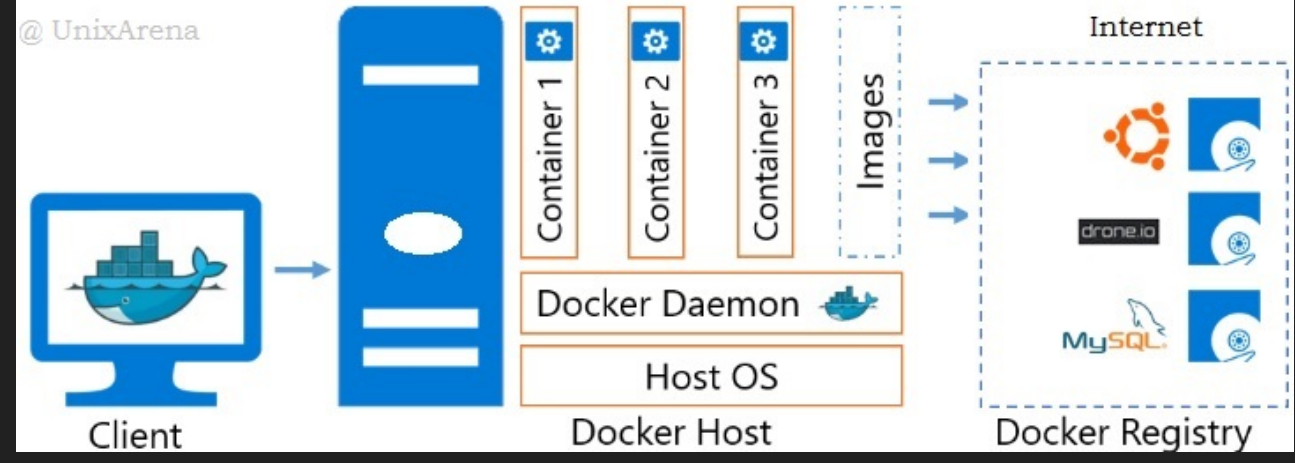 @ UnixArena
Internet
Container 1
Container 2
Container 3
Images
drone.io
MySQL
Docker Daemon
Host OS
Client
Docker Host
Docker Registry